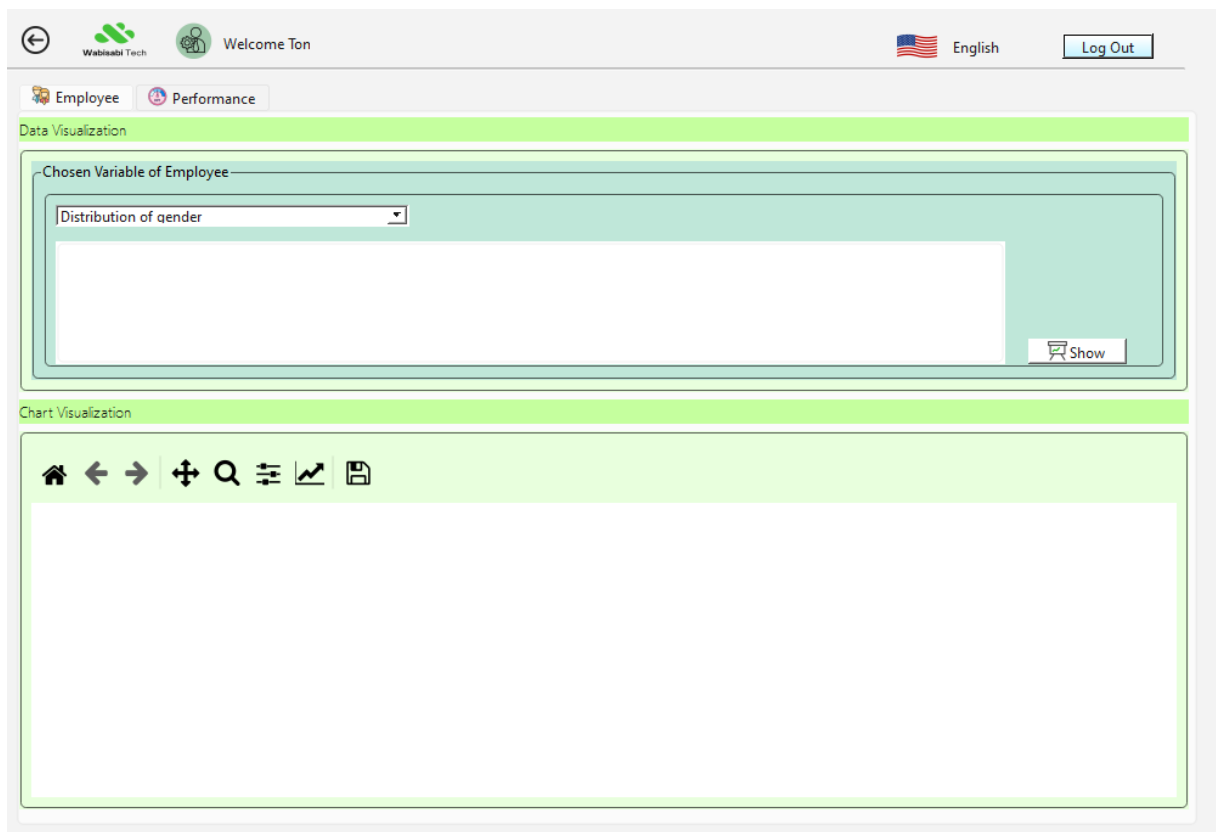 Wabisabi Tech
Welcome Ton
English
Log Out
Employee
Performance
Data Visualization
Chosen Variable of Employee
Distribution of gender
Show
Chart Visualization